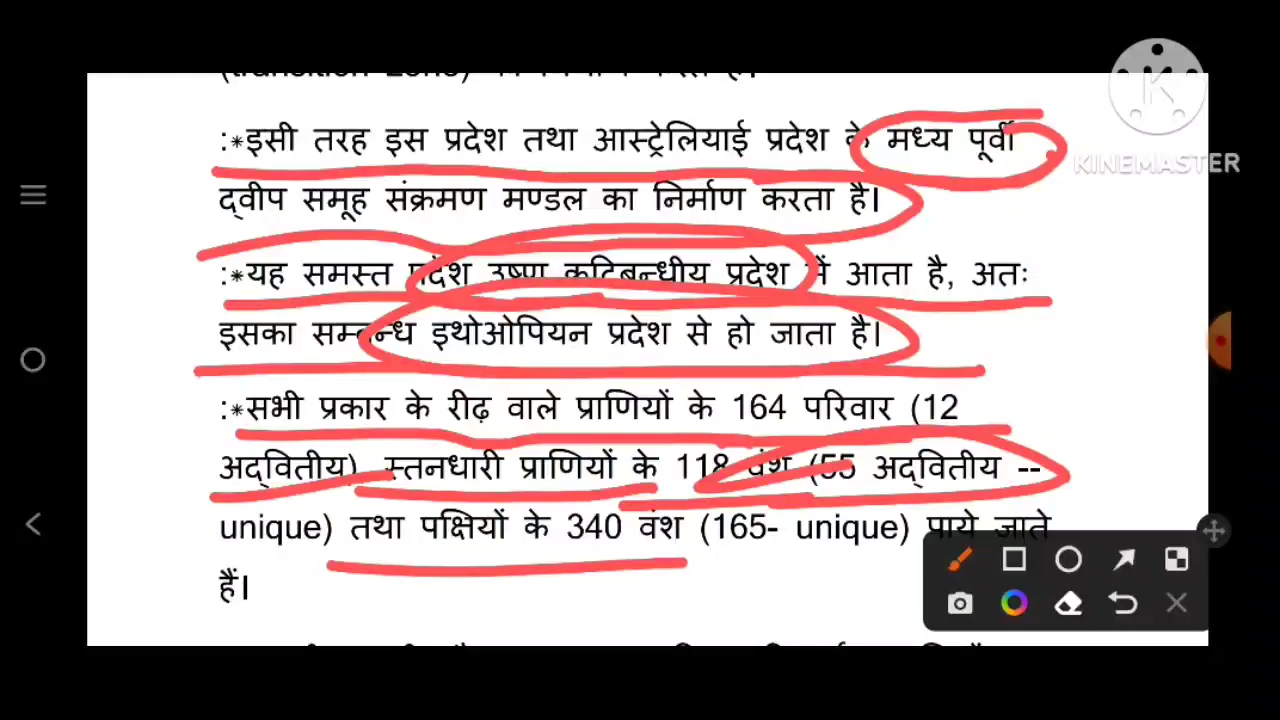 (transition zone)
:*इसी तरह इस प्रदेश तथा आस्ट्रेलियाई प्रदेश के मध्य पूर्वी
द्वीप समूह संक्रमण मण्डल का निर्माण करता है।
:*यह समस्त प्रदेश उष्ण कटिबन्धीय प्रदेश में आता है, अतः
इसका सम्बन्ध इथोओपियन प्रदेश से हो जाता है।
:*सभी प्रकार के रीढ़ वाले प्राणियों के 164 परिवार (12
अद्वितीय), स्तनधारी प्राणियों के 118 वंश (55 अद्वितीय --
unique) तथा पक्षियों के 340 वंश (165- unique) पाये जाते
हैं।
KINEMASTER